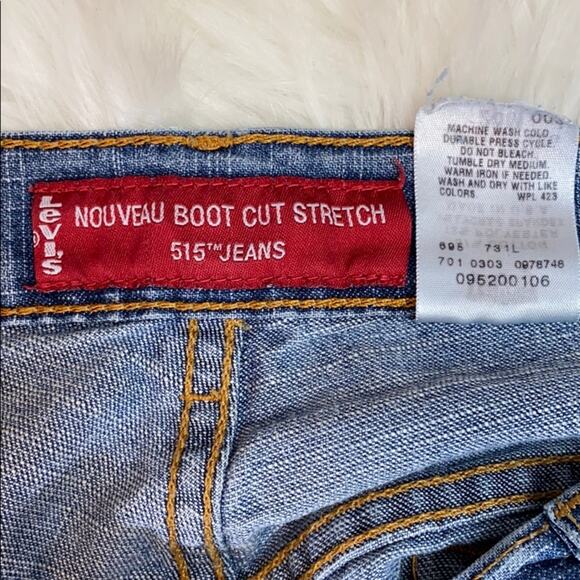 Levi's
®
NOUVEAU BOOT CUT STRETCH
515™ JEANS
003
MACHINE WASH COLD
DURABLE PRESS CYCLE.
DO NOT BLEACH.
TUMBLE DRY MEDIUM.
WARM IRON IF NEEDED.
WASH AND DRY WITH LIKE
COLORS. WPL 423
695 731L
701 0303 0978746
095200106